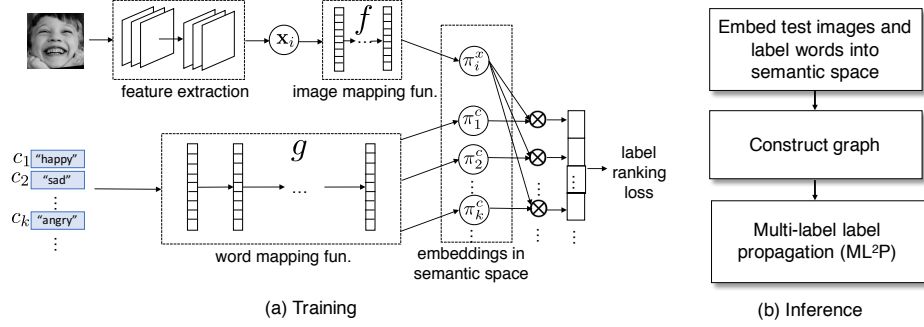 x_i
f
feature extraction
image mapping fun.
π_i^x
π_1^c
π_2^c
⋮
π_k^c
⋮
⊗
⊗
⋮
⊗
⋮
⋮
⋮
label
ranking
loss
c_1 "happy"
c_2 "sad"
⋮
c_k "angry"
⋮
g
...
...
word mapping fun.
embeddings in
semantic space
(a) Training
Embed test images and
label words into
semantic space
Construct graph
Multi-label label
propagation (ML²P)
(b) Inference